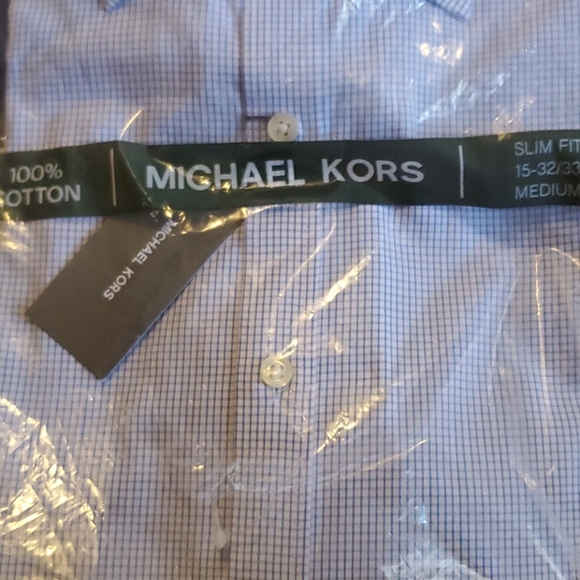 100%
COTTON
MICHAEL KORS
SLIM FIT
15-32/33
MEDIUM
MICHAEL KORS